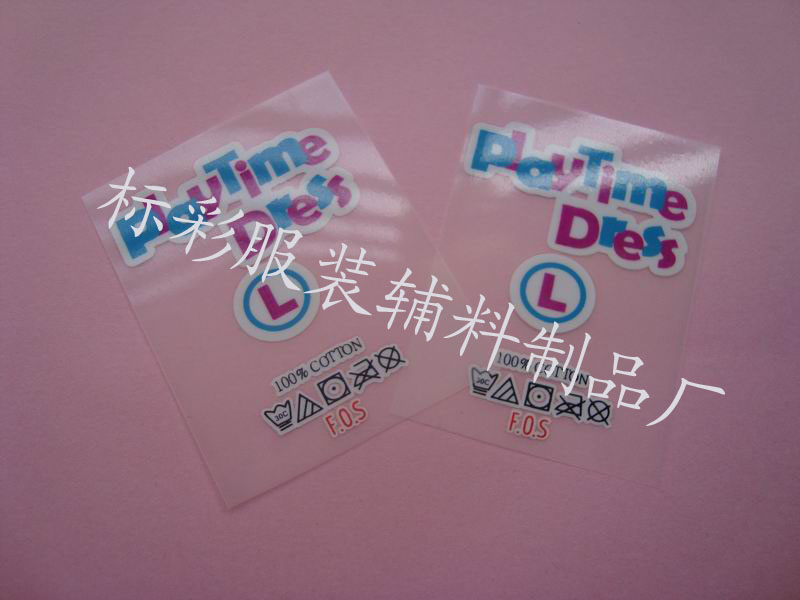 PlayTime
Dress
L
100% COTTON
30C
F.O.S
PlayTime
Dress
L
100% COTTON
30C
F.O.S
标彩服装辅料制品厂